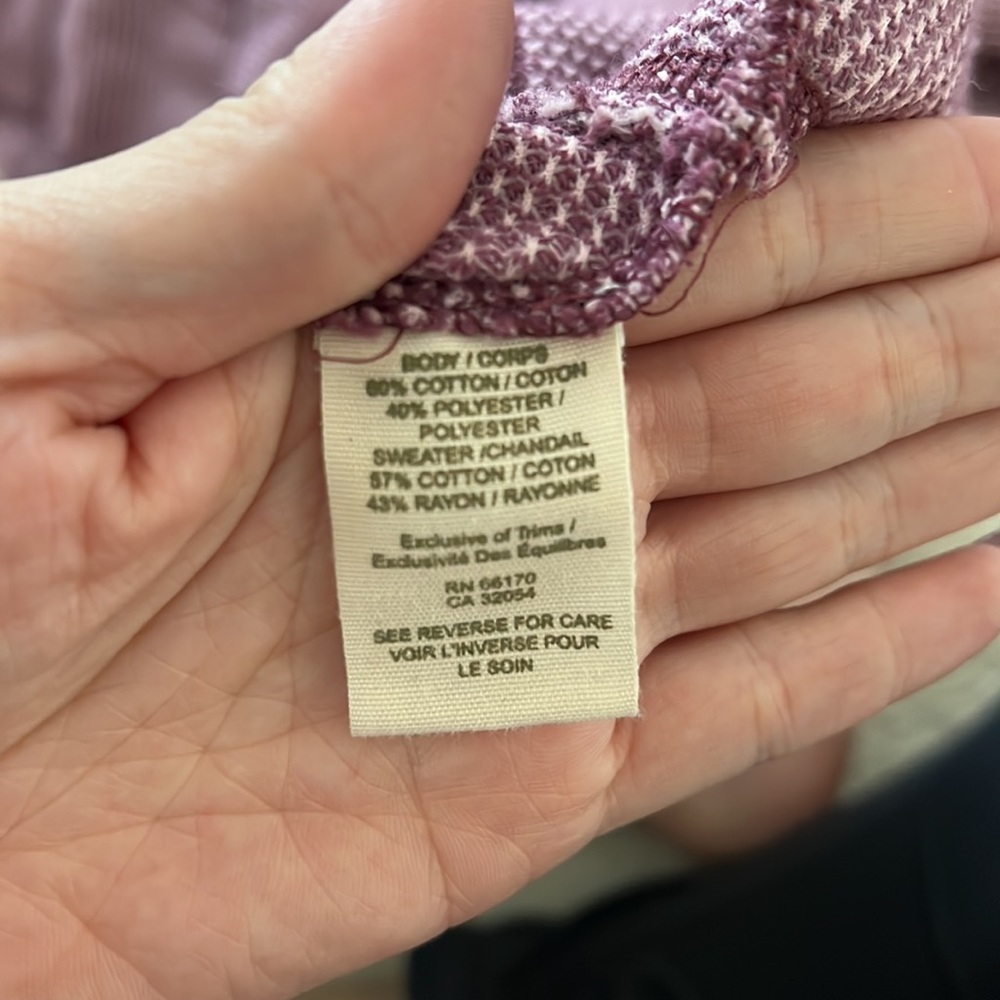 BODY / CORPS
60% COTTON / COTON
40% POLYESTER /
POLYESTER
SWEATER /CHANDAIL
57% COTTON / COTON
43% RAYON / RAYONNE
Exclusive of Trims /
Exclusivité Des Équilibres
RN 66170
CA 32054
SEE REVERSE FOR CARE
VOIR L'INVERSE POUR
LE SOIN